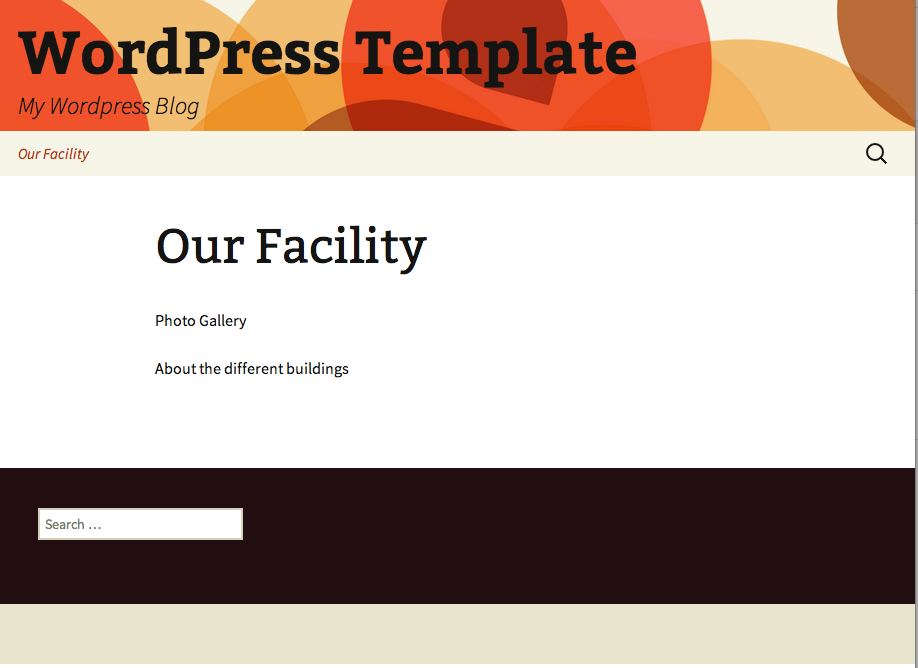 WordPress Template
My Wordpress Blog
Our Facility
Our Facility
Photo Gallery
About the different buildings
Search …